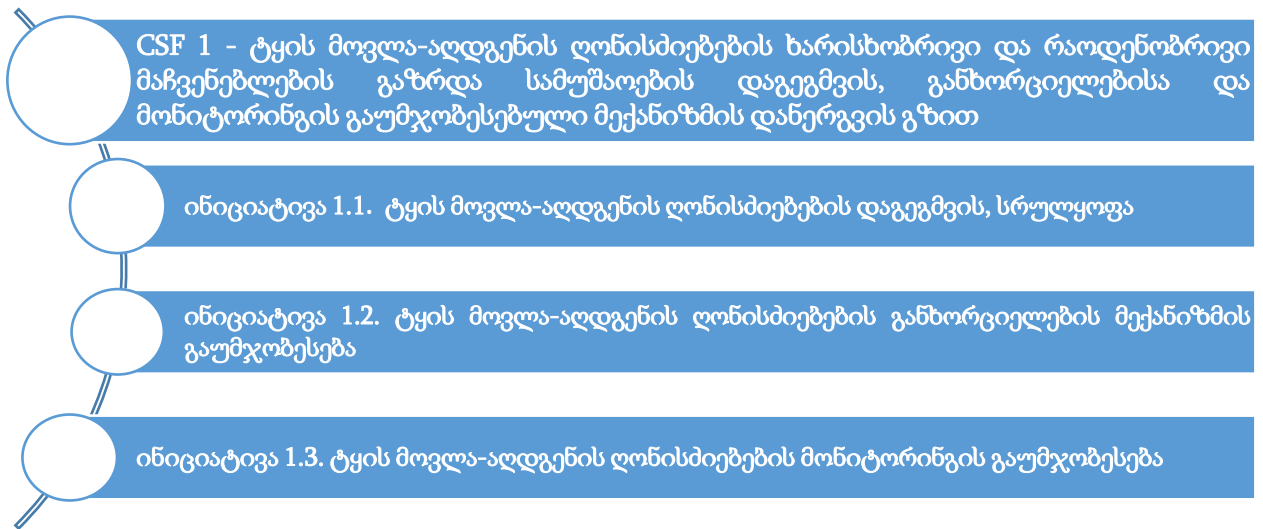 CSF 1 - ტყის მოვლა-აღდგენის ღონისძიებების ხარისხობრივი და რაოდენობრივი
მაჩვენებლების გაზრდა სამუშაოების დაგეგმვის, განხორციელებისა და
მონიტორინგის გაუმჯობესებული მექანიზმის დანერგვის გზით
ინიციატივა 1.1. ტყის მოვლა-აღდგენის ღონისძიებების დაგეგმვის, სრულყოფა
ინიციატივა 1.2. ტყის მოვლა-აღდგენის ღონისძიებების განხორციელების მექანიზმის
გაუმჯობესება
ინიციატივა 1.3. ტყის მოვლა-აღდგენის ღონისძიებების მონიტორინგის გაუმჯობესება